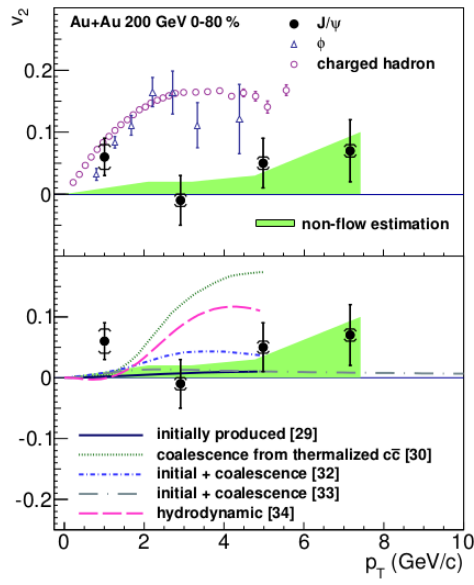 v₂
Au+Au 200 GeV 0-80 %
J/ψ
ϕ
charged hadron
0.2
0.1
0
non-flow estimation
0.1
0
-0.1
-0.2
initially produced [29]
coalescence from thermalized cc̅ [30]
initial + coalescence [32]
initial + coalescence [33]
hydrodynamic [34]
0 2 4 6 8 10
p_T (GeV/c)